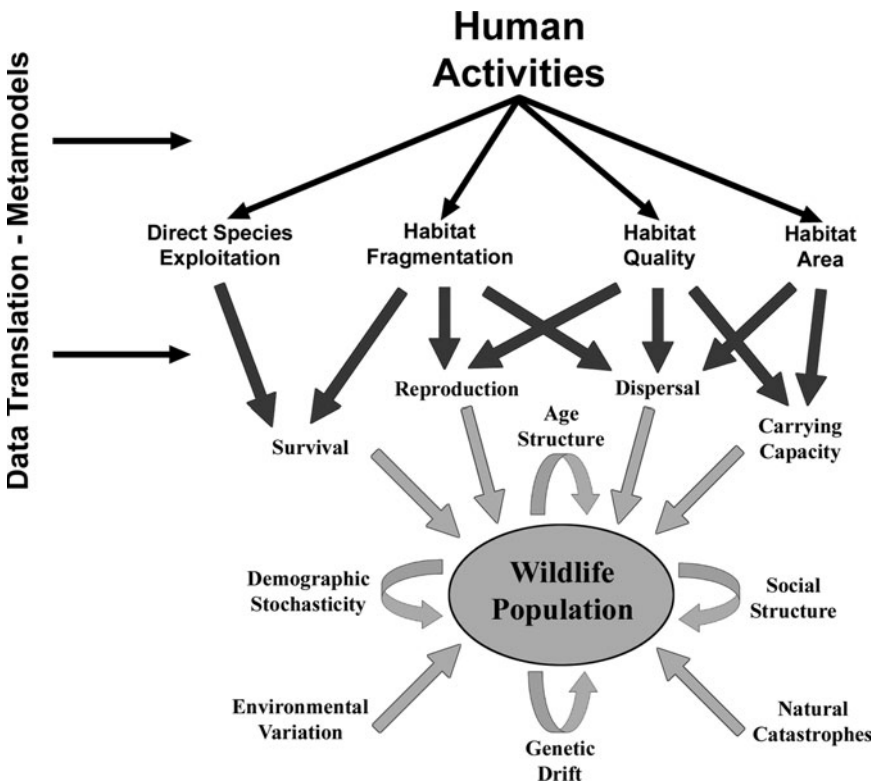 Human
Activities
Data Translation - Metamodels
Direct Species
Exploitation
Habitat
Fragmentation
Habitat
Quality
Habitat
Area
Reproduction
Dispersal
Survival
Age
Structure
Carrying
Capacity
Demographic
Stochasticity
Wildlife
Population
Social
Structure
Environmental
Variation
Genetic
Drift
Natural
Catastrophes